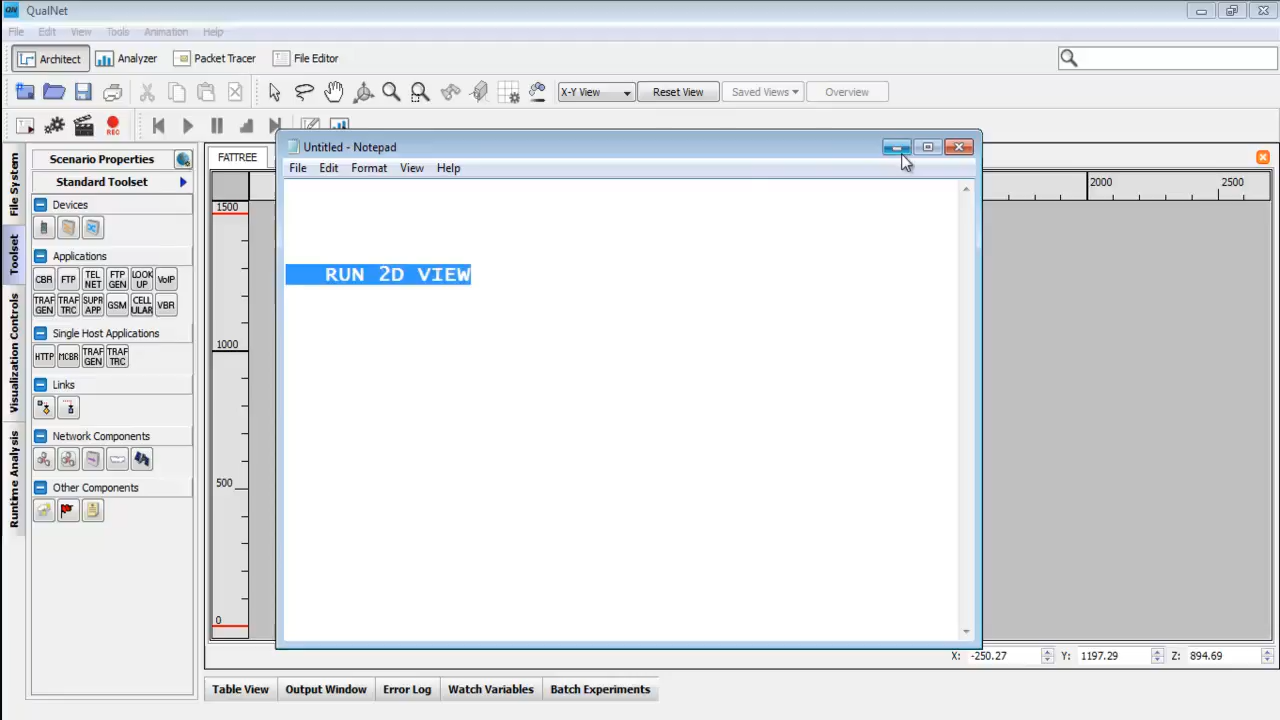 QN QualNet
File Edit View Tools Animation Help
Architect Analyzer Packet Tracer File Editor
X-Y View Reset View Saved Views Overview
REC
File System
Toolset
Visualization Controls
Runtime Analysis
Scenario Properties
Standard Toolset
Devices
Applications
CBR FTP TEL NET FTP GEN LOOK UP VoIP
TRAF GEN TRAF TRC SUPR APP GSM CELL ULAR VBR
Single Host Applications
HTTP MCBR TRAF GEN TRAF TRC
Links
Network Components
Other Components
FATTREE
2000 2500
1500
1000
500
0
Untitled - Notepad
File Edit Format View Help
RUN 2D VIEW
X: -250.27 Y: 1197.29 Z: 894.69
Table View Output Window Error Log Watch Variables Batch Experiments